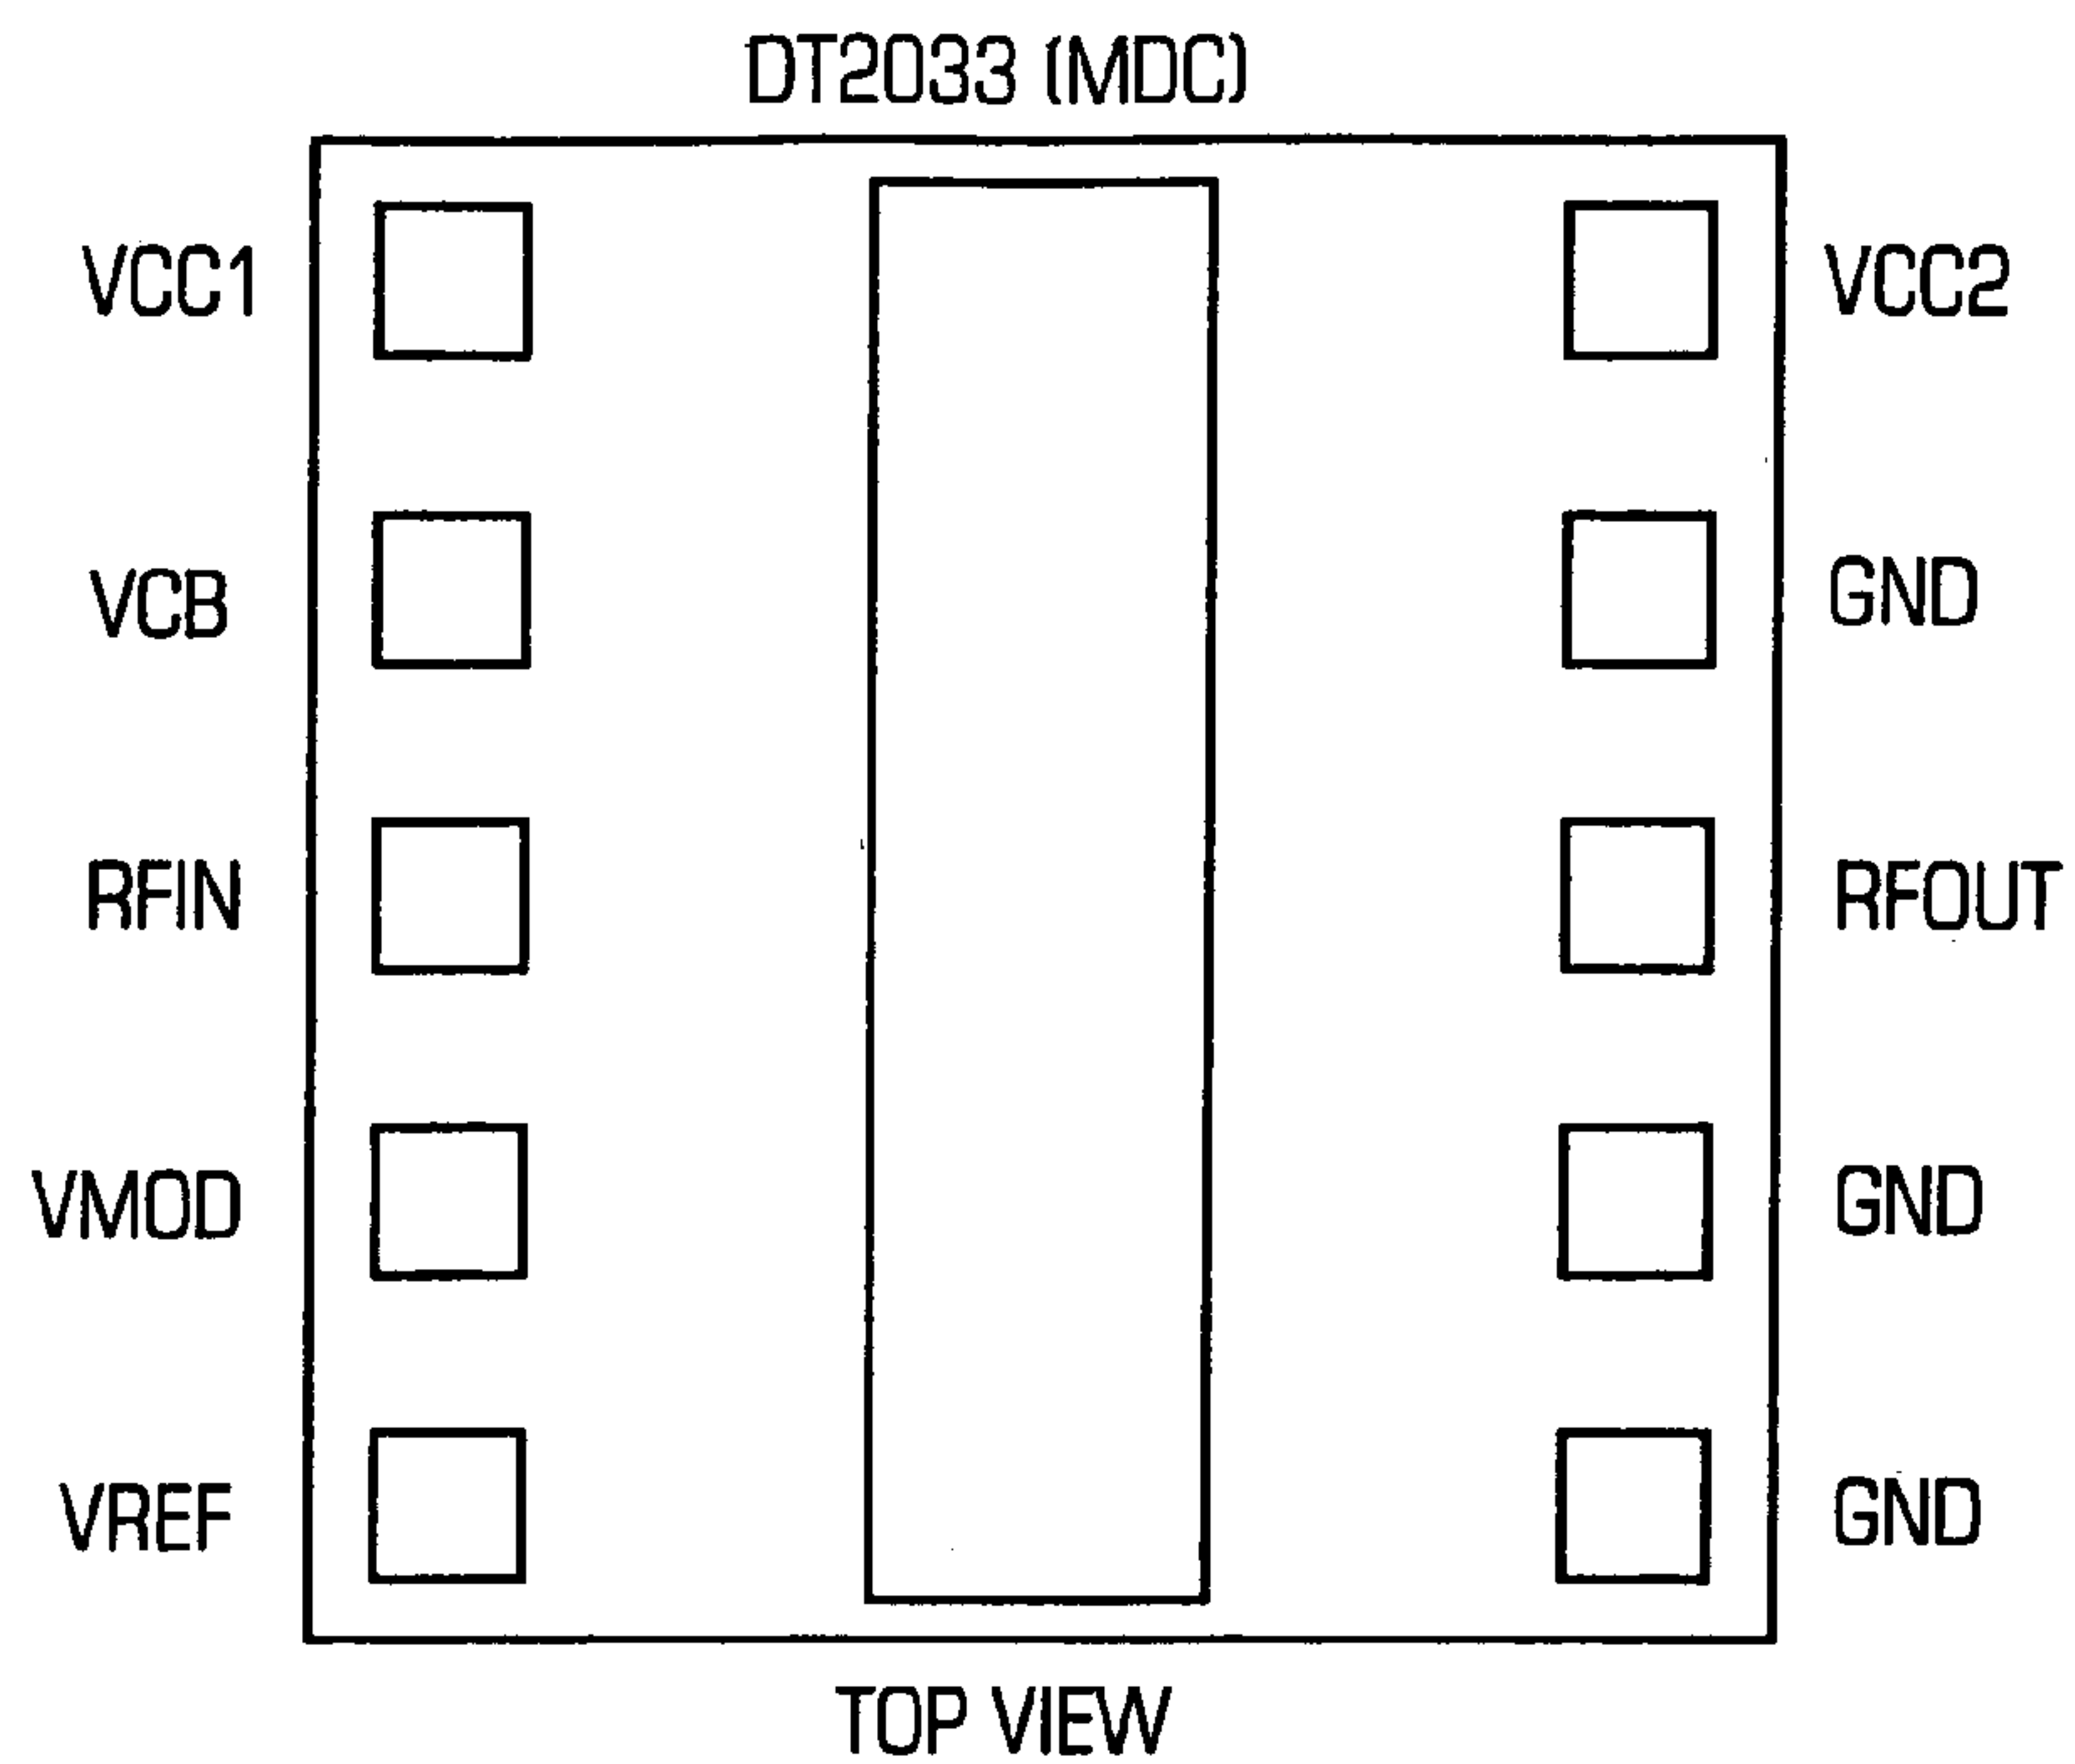 DT2033 (MDC)
VCC1
VCC2
VCB
GND
RFIN
RFOUT
VMOD
GND
VREF
GND
TOP VIEW